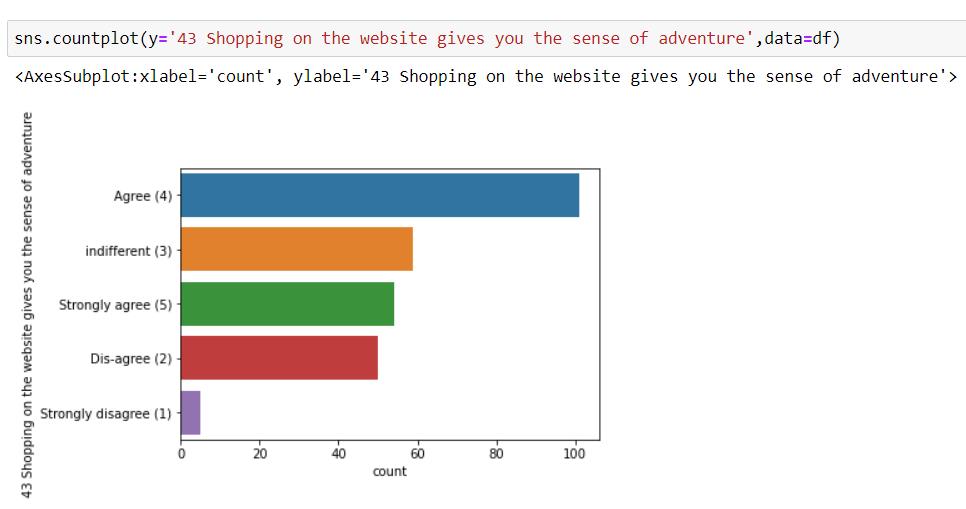 sns.countplot(y='43 Shopping on the website gives you the sense of adventure',data=df)
<AxesSubplot:xlabel='count', ylabel='43 Shopping on the website gives you the sense of adventure'>
43 Shopping on the website gives you the sense of adventure
Agree (4)
indifferent (3)
Strongly agree (5)
Dis-agree (2)
Strongly disagree (1)
0 20 40 60 80 100
count